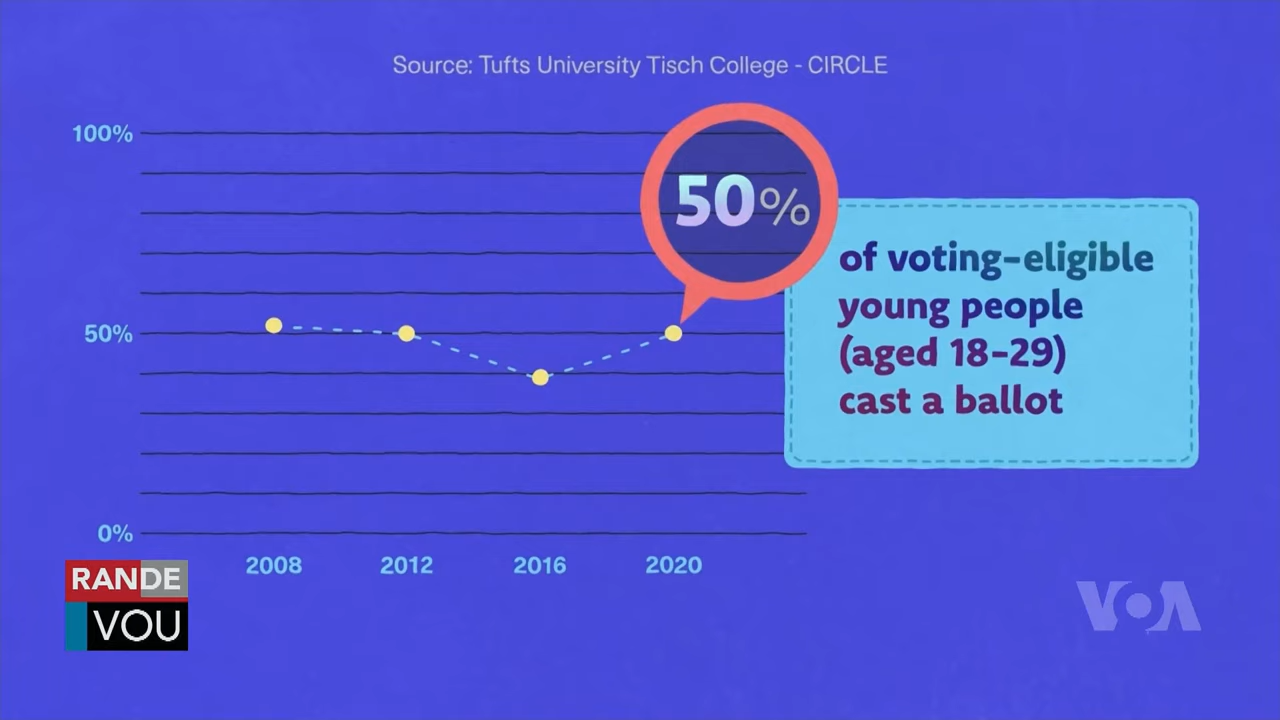 Source: Tufts University Tisch College - CIRCLE
100%
50%
0%
2008 2012 2016 2020
50%
of voting-eligible
young people
(aged 18-29)
cast a ballot
RANDE
VOU
VOA